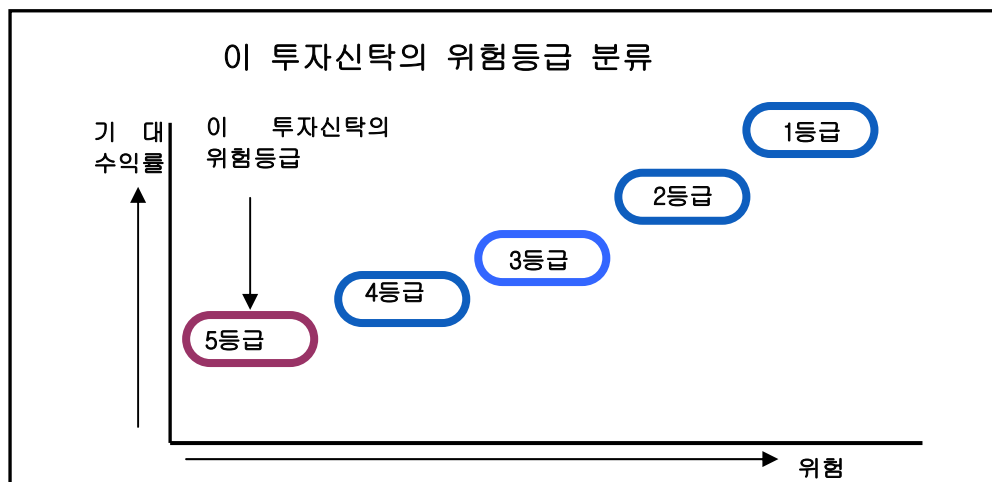 이 투자신탁의 위험등급 분류
기 대
수익률
이 투자신탁의
위험등급
1등급
2등급
3등급
4등급
5등급
위험